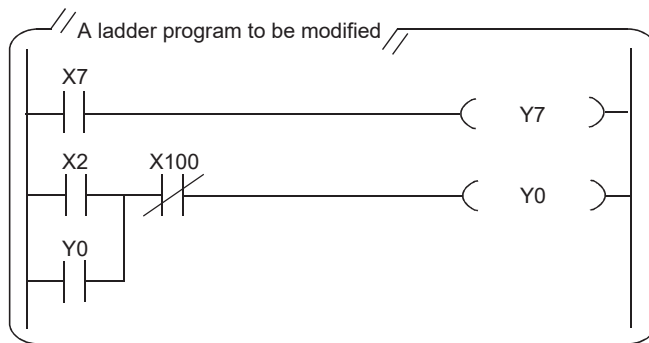 A ladder program to be modified
X7
Y7
X2 X100
Y0
Y0